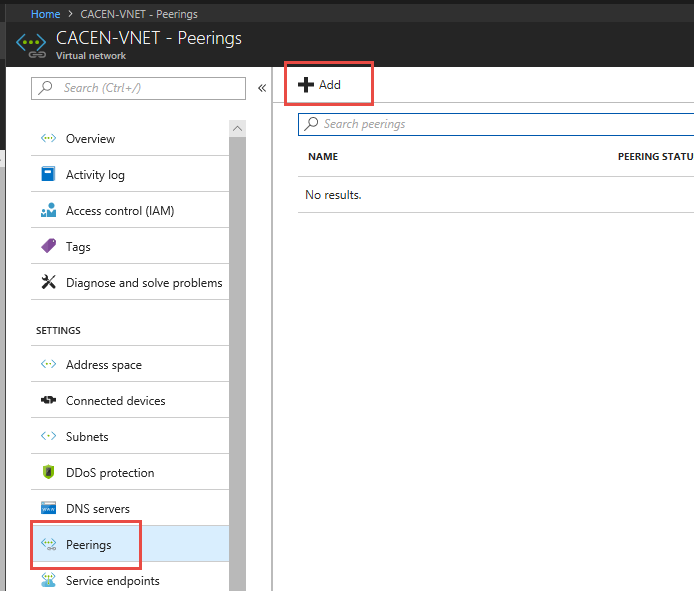 Home > CACEN-VNET - Peerings
CACEN-VNET - Peerings
Virtual network
Search (Ctrl+/)
«
Overview
Activity log
Access control (IAM)
Tags
Diagnose and solve problems
SETTINGS
Address space
Connected devices
Subnets
DDoS protection
DNS servers
Peerings
Service endpoints
Add
Search peerings
NAME PEERING STATU
No results.